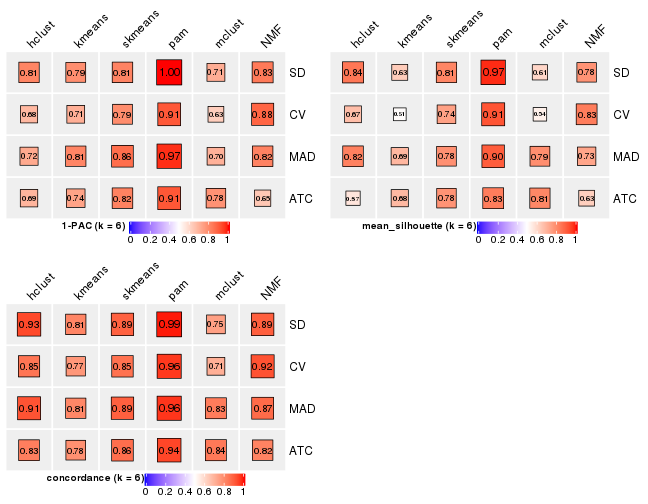 hclust kmeans skmeans pam mclust NMF
0.81 0.79 0.81 1.00 0.71 0.83 SD
0.68 0.71 0.79 0.91 0.63 0.88 CV
0.72 0.81 0.86 0.97 0.70 0.82 MAD
0.69 0.74 0.82 0.91 0.78 0.65 ATC
1-PAC (k = 6)
0 0.2 0.4 0.6 0.8 1
hclust kmeans skmeans pam mclust NMF
0.84 0.63 0.81 0.97 0.61 0.78 SD
0.67 0.51 0.74 0.91 0.54 0.83 CV
0.82 0.69 0.78 0.90 0.79 0.73 MAD
0.57 0.68 0.78 0.83 0.81 0.63 ATC
mean_silhouette (k = 6)
0 0.2 0.4 0.6 0.8 1
hclust kmeans skmeans pam mclust NMF
0.93 0.81 0.89 0.99 0.75 0.89 SD
0.85 0.77 0.85 0.96 0.71 0.92 CV
0.91 0.81 0.89 0.96 0.83 0.87 MAD
0.83 0.78 0.86 0.94 0.84 0.82 ATC
concordance (k = 6)
0 0.2 0.4 0.6 0.8 1